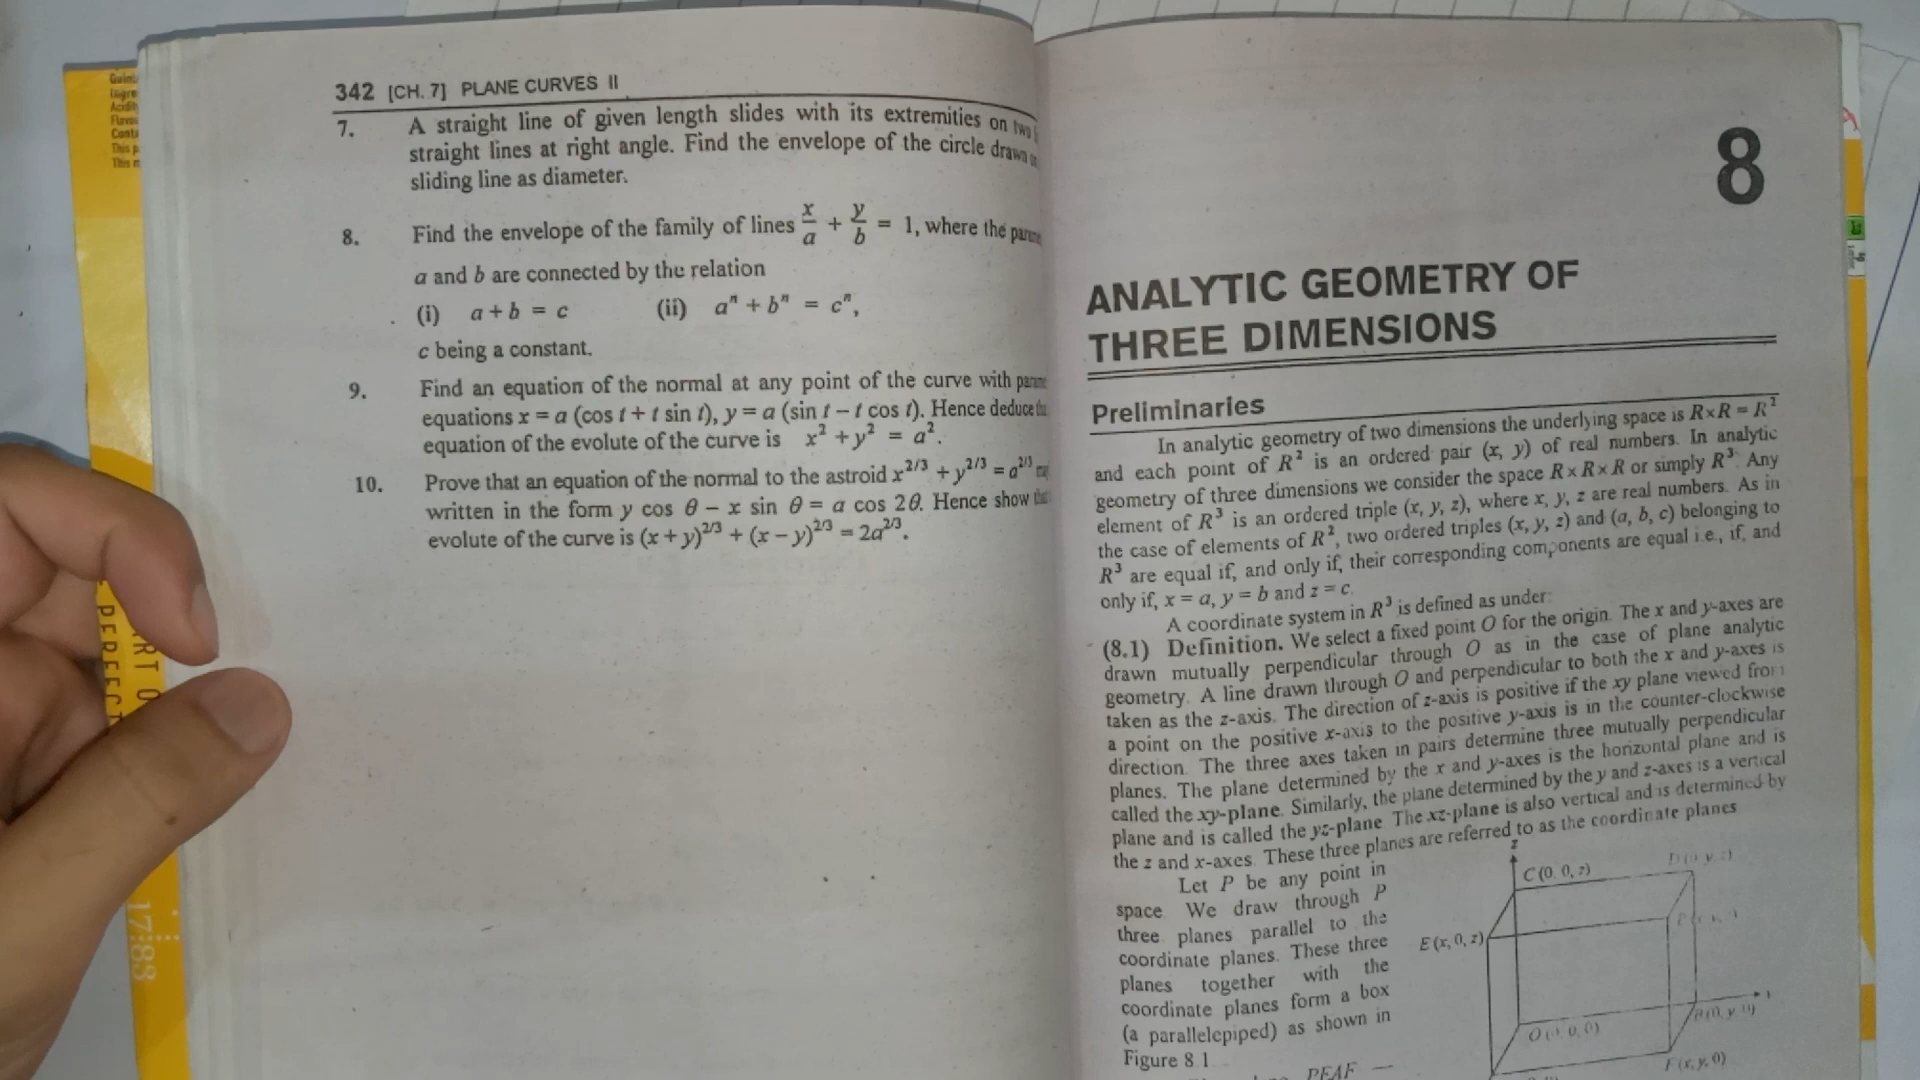 342 [CH. 7] PLANE CURVES II
7. A straight line of given length slides with its extremities on two
straight lines at right angle. Find the envelope of the circle drawn
sliding line as diameter.
8. Find the envelope of the family of lines x/a + y/b = 1, where the
a and b are connected by the relation
(i) a + b = c (ii) aⁿ + bⁿ = cⁿ,
c being a constant.
9. Find an equation of the normal at any point of the curve with
equations x = a (cos t + t sin t), y = a (sin t – t cos t). Hence deduce
equation of the evolute of the curve is x² + y² = a².
10. Prove that an equation of the normal to the astroid x^2/3 + y^2/3 = a^2/3
written in the form y cos θ – x sin θ = a cos 2θ. Hence show
evolute of the curve is (x + y)^2/3 + (x – y)^2/3 = 2a^2/3.
PERFECT
17:83
8
ANALYTIC GEOMETRY OF
THREE DIMENSIONS
Preliminaries
In analytic geometry of two dimensions the underlying space is R×R = R²
and each point of R² is an ordered pair (x, y) of real numbers. In analytic
geometry of three dimensions we consider the space R×R×R or simply R³. Any
element of R³ is an ordered triple (x, y, z), where x, y, z are real numbers. As in
the case of elements of R², two ordered triples (x, y, z) and (a, b, c) belonging to
R³ are equal if, and only if, their corresponding components are equal i.e., if, and
only if, x = a, y = b and z = c.
A coordinate system in R³ is defined as under:
(8.1) Definition. We select a fixed point O for the origin. The x and y-axes are
drawn mutually perpendicular through O as in the case of plane analytic
geometry. A line drawn through O and perpendicular to both the x and y-axes is
taken as the z-axis. The direction of z-axis is positive if the xy plane viewed from
a point on the positive x-axis to the positive y-axis is in the counter-clockwise
direction. The three axes taken in pairs determine three mutually perpendicular
planes. The plane determined by the x and y-axes is the horizontal plane and is
called the xy-plane. Similarly, the plane determined by the y and z-axes is a vertical
plane and is called the yz-plane The xz-plane is also vertical and is determined by
the z and x-axes. These three planes are referred to as the coordinate planes
Let P be any point in
space. We draw through P
three planes parallel to the
coordinate planes. These three
planes together with the
coordinate planes form a box
(a parallelepiped) as shown in
Figure 8.1
PEAF
z
C (0, 0, z)
E (x, 0, z)
O (0, 0, 0)
B (0, y, 0)
F (x, y, 0)